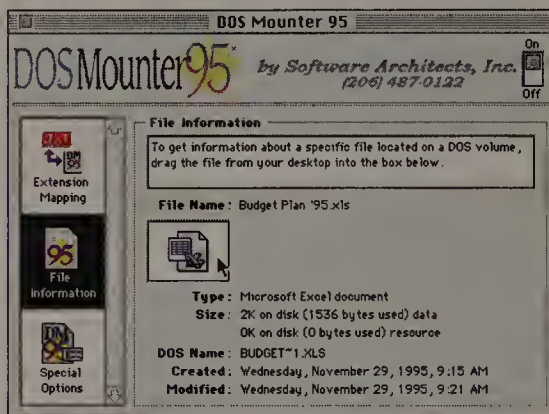 DOS Mounter 95
DOSMounter95
by Software Architects, Inc.
(206) 487-0122
On
Off
Extension
Mapping
95
File
Information
DM
Special
Options
File Information
To get information about a specific file located on a DOS volume,
drag the file from your desktop into the box below.
File Name: Budget Plan '95.xls
Type: Microsoft Excel document
Size: 2K on disk (1536 bytes used) data
0K on disk (0 bytes used) resource
DOS Name: BUDGET~1.XLS
Created: Wednesday, November 29, 1995, 9:15 AM
Modified: Wednesday, November 29, 1995, 9:21 AM